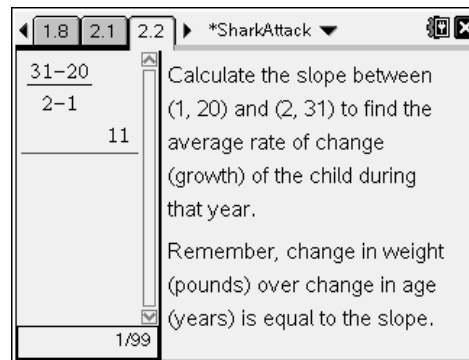 1.8 2.1 2.2 *SharkAttack
31-20
2-1
11
1/99
Calculate the slope between
(1, 20) and (2, 31) to find the
average rate of change
(growth) of the child during
that year.
Remember, change in weight
(pounds) over change in age
(years) is equal to the slope.